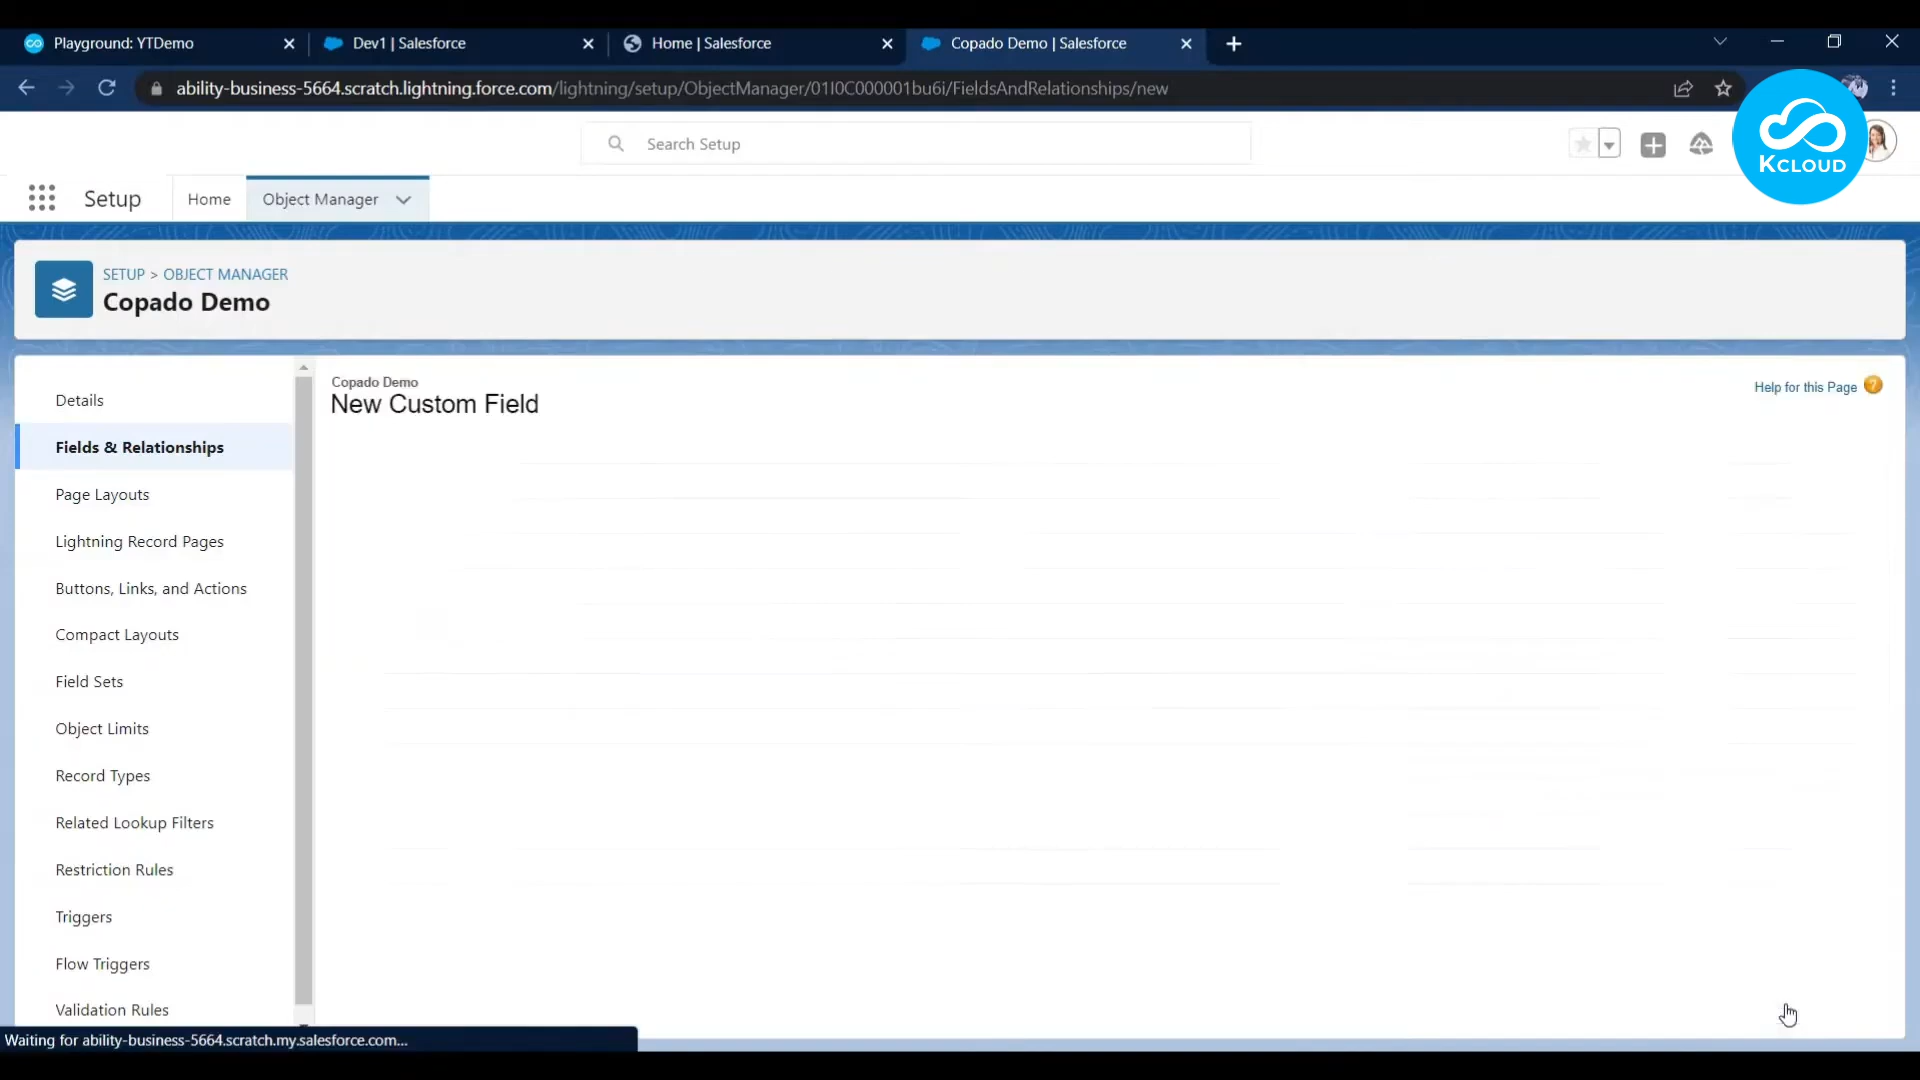 Playground: YTDemo
Dev1 | Salesforce
Home | Salesforce
Copado Demo | Salesforce
ability-business-5664.scratch.lightning.force.com/lightning/setup/ObjectManager/01I0C000001bu6i/FieldsAndRelationships/new
Search Setup
KCLOUD
Setup
Home
Object Manager
SETUP > OBJECT MANAGER
Copado Demo
Details
Fields & Relationships
Page Layouts
Lightning Record Pages
Buttons, Links, and Actions
Compact Layouts
Field Sets
Object Limits
Record Types
Related Lookup Filters
Restriction Rules
Triggers
Flow Triggers
Validation Rules
Copado Demo
New Custom Field
Help for this Page
?
Waiting for ability-business-5664.scratch.my.salesforce.com...